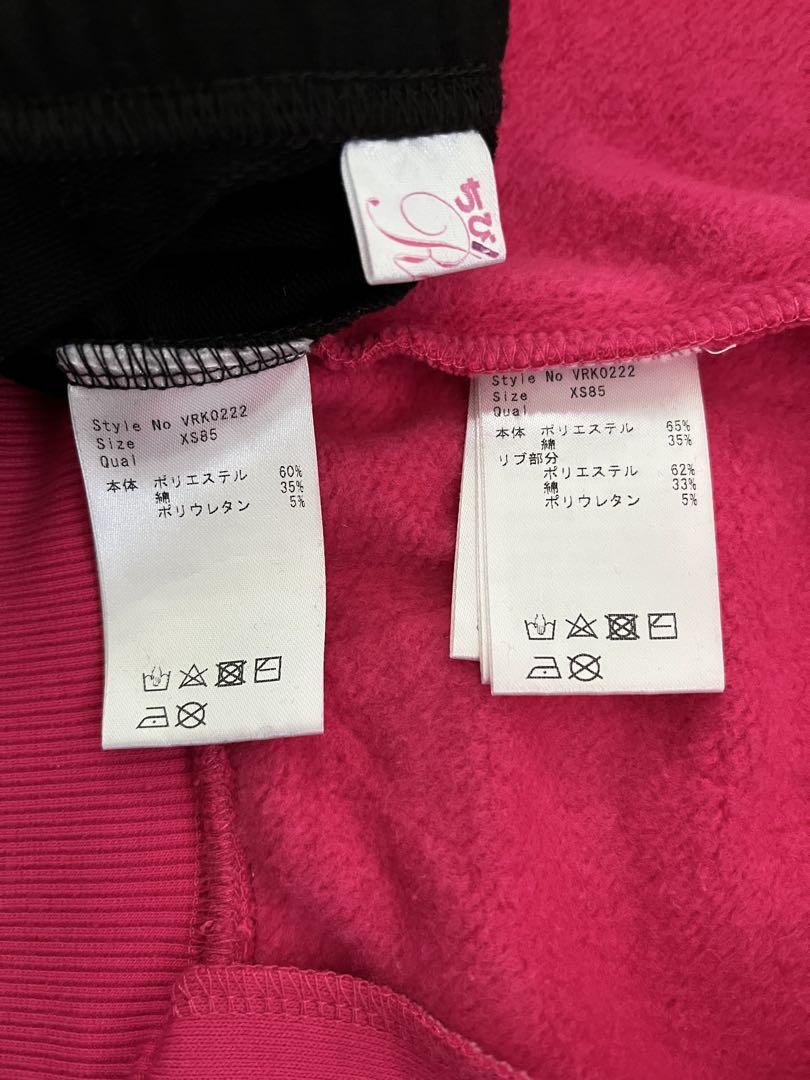 ちび
R
Style No VRK0222
Size XS85
Qual
本体 ポリエステル 60%
綿 35%
ポリウレタン 5%
Style No VRK0222
Size XS85
Qual
本体 ポリエステル 65%
綿 35%
リブ部分
ポリエステル 62%
綿 33%
ポリウレタン 5%